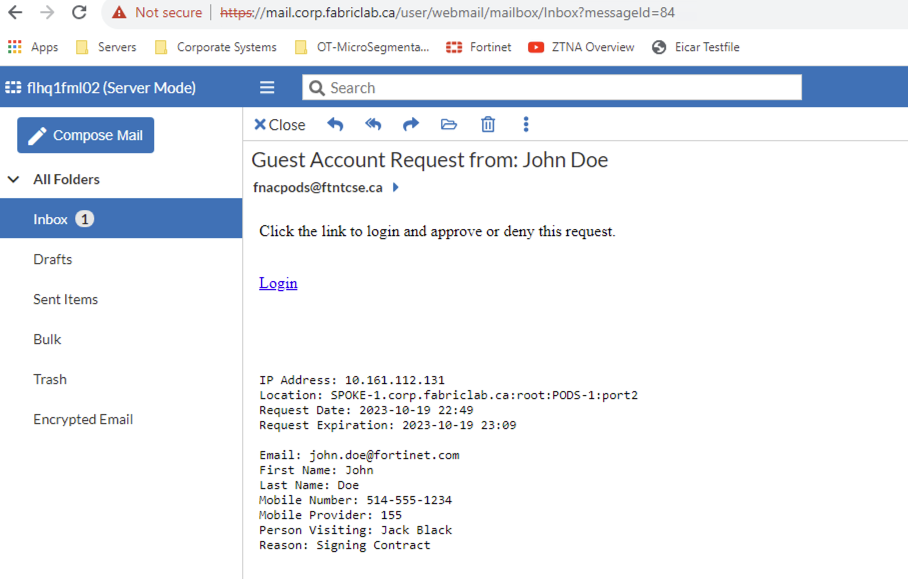 Not secure | https://mail.corp.fabriclab.ca/user/webmail/mailbox/Inbox?messageId=84
Apps Servers Corporate Systems OT-MicroSegmenta... Fortinet ZTNA Overview Eicar Testfile
flhq1fml02 (Server Mode) Search
Compose Mail
Close
All Folders
Inbox 1
Drafts
Sent Items
Bulk
Trash
Encrypted Email
Guest Account Request from: John Doe
fnacpods@ftntcse.ca
Click the link to login and approve or deny this request.
Login
IP Address: 10.161.112.131
Location: SPOKE-1.corp.fabriclab.ca:root:PODS-1:port2
Request Date: 2023-10-19 22:49
Request Expiration: 2023-10-19 23:09
Email: john.doe@fortinet.com
First Name: John
Last Name: Doe
Mobile Number: 514-555-1234
Mobile Provider: 155
Person Visiting: Jack Black
Reason: Signing Contract